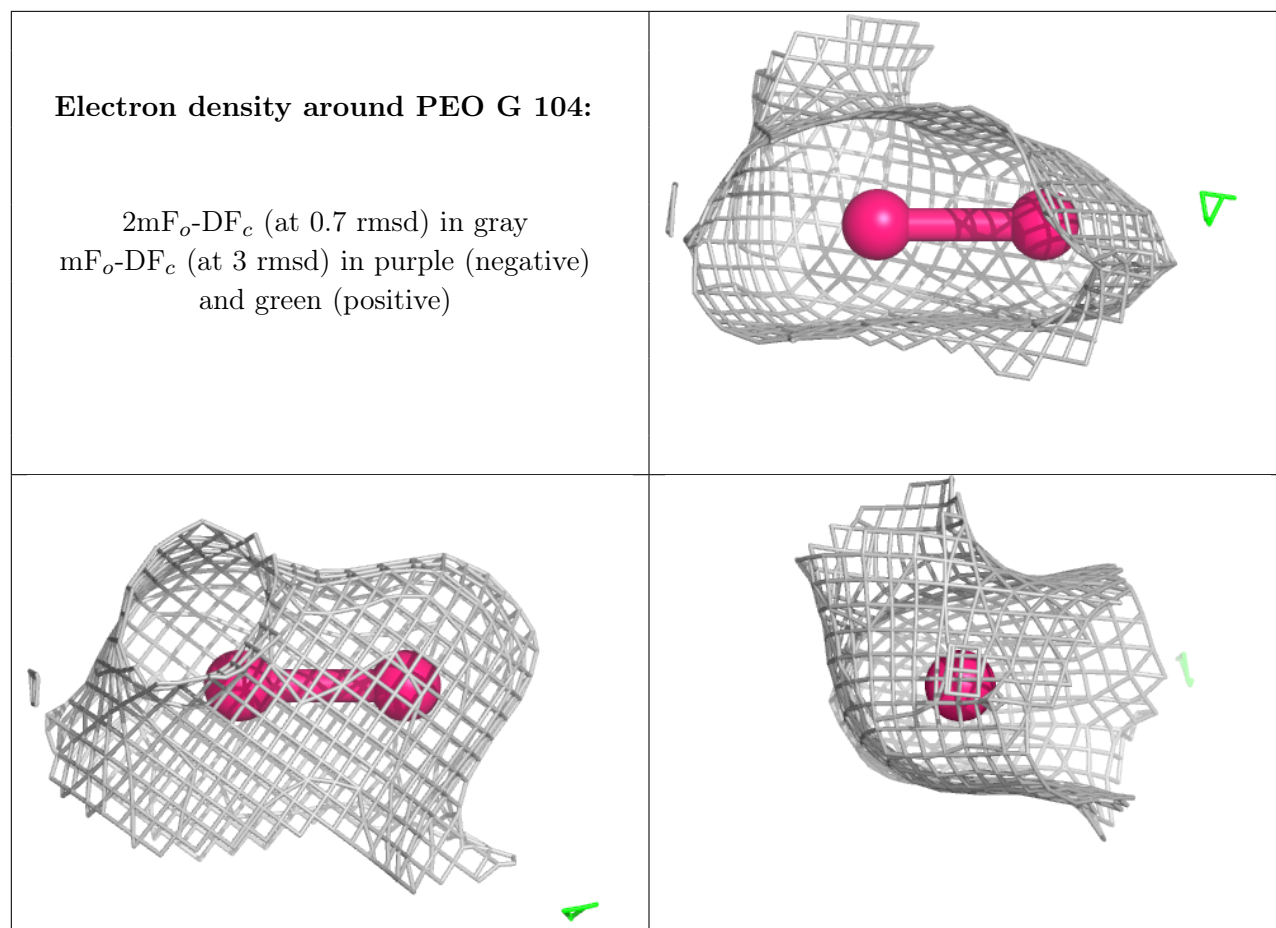 Electron density around PEO G 104:
2mFo-DFc (at 0.7 rmsd) in gray
mFo-DFc (at 3 rmsd) in purple (negative)
and green (positive)